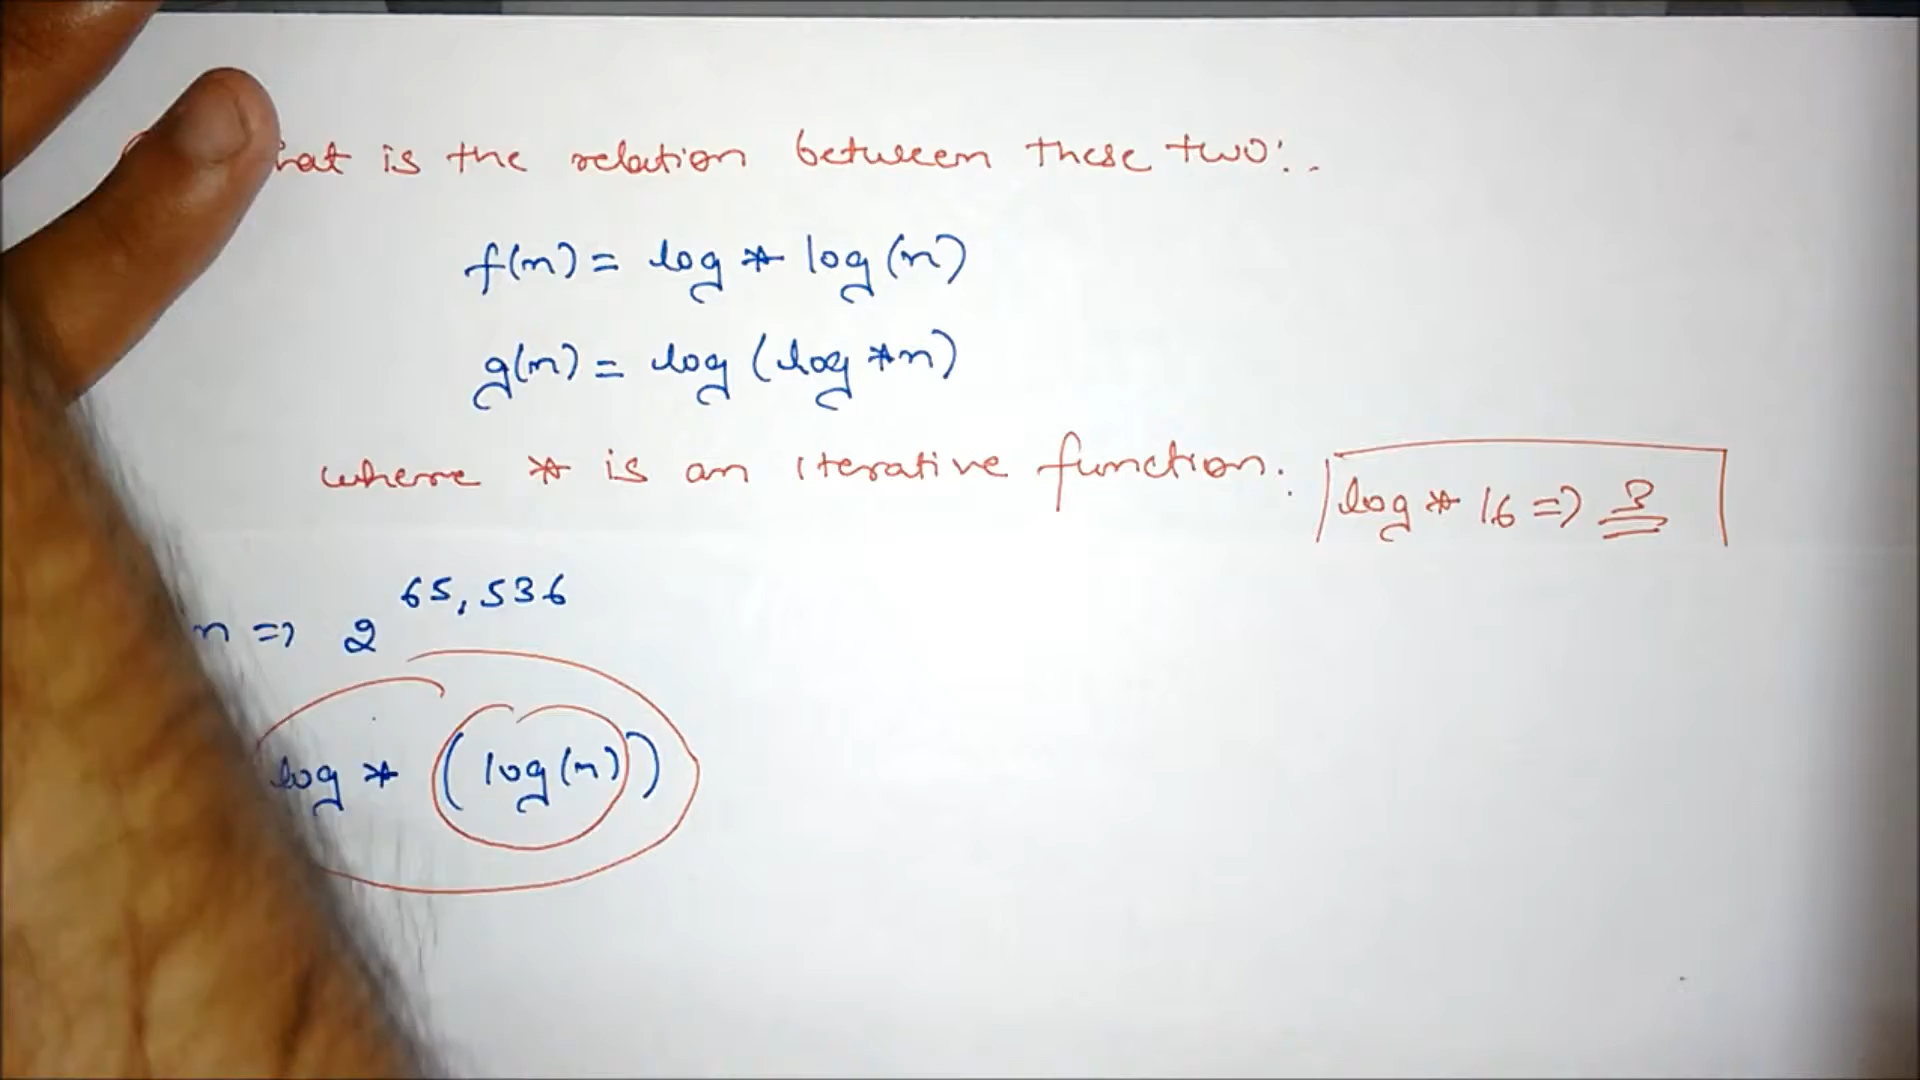 hat is the relation between these two:.
f(n) = log * log(n)
g(n) = log (log *n)
where * is an iterative function.
log * 16 => 3
n => 2^65,536
log * (log(n))